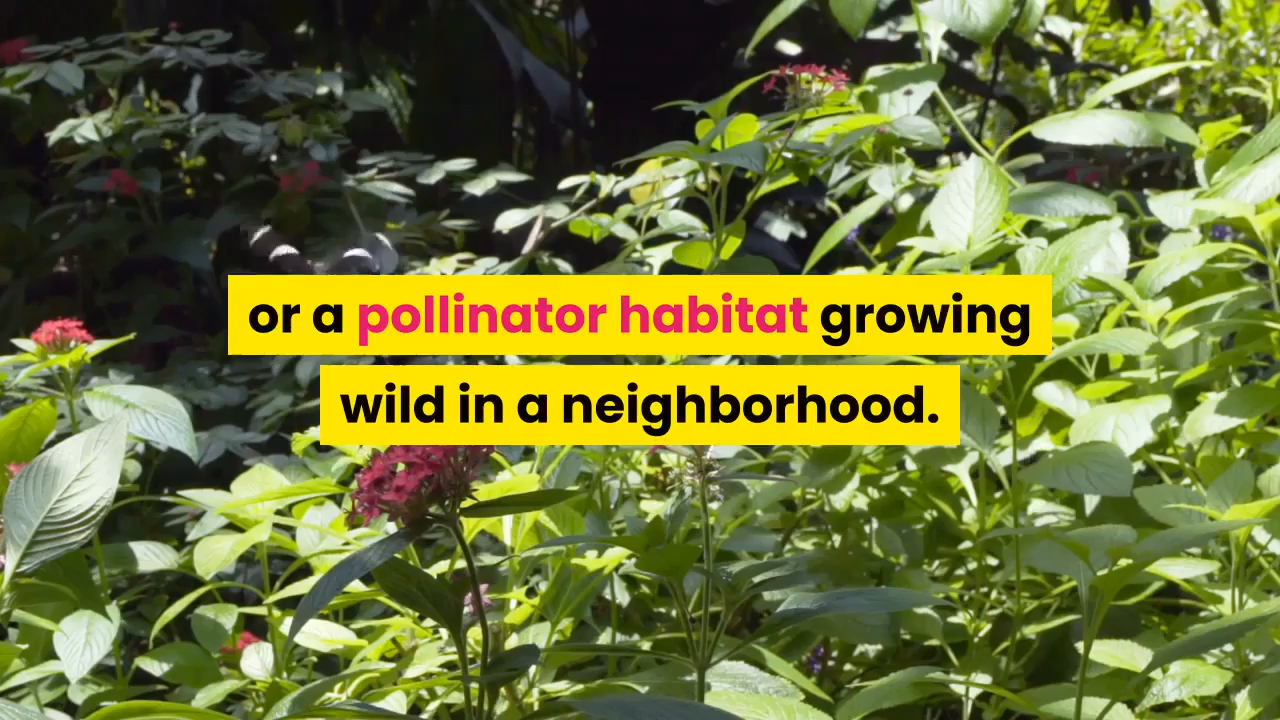 or a pollinator habitat growing
wild in a neighborhood.